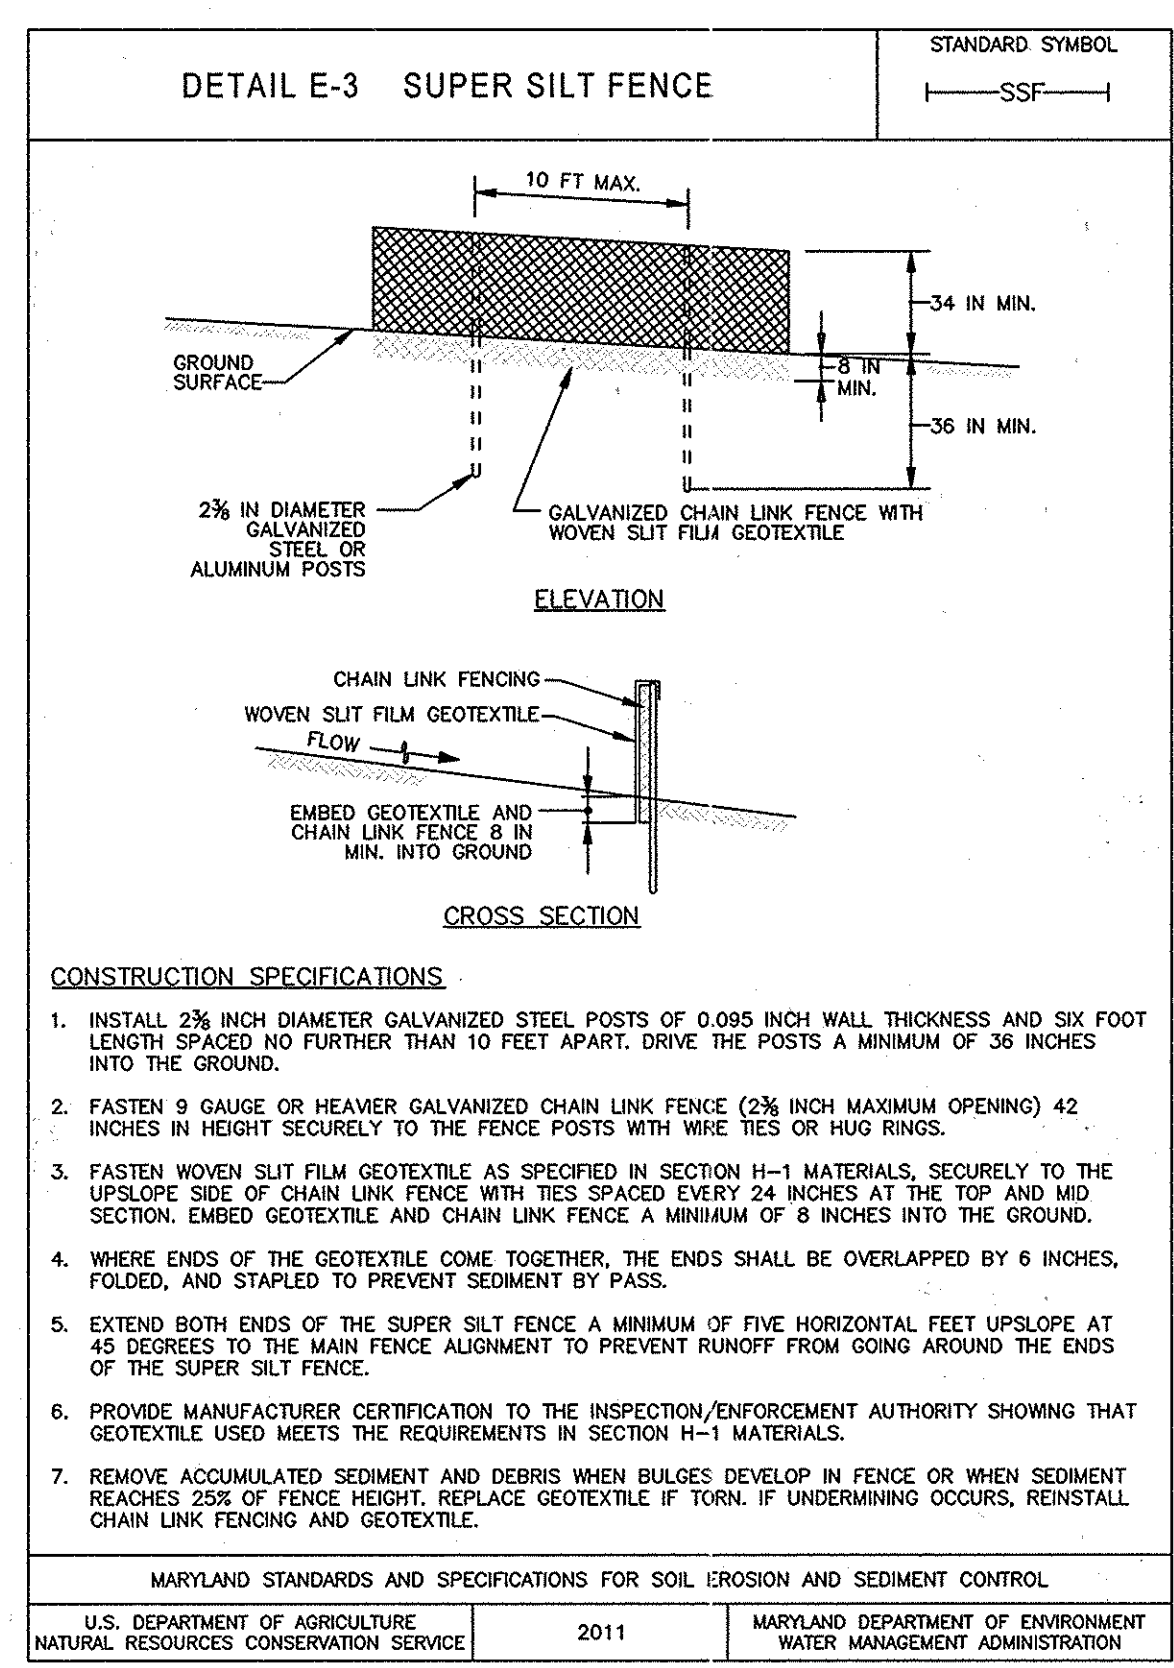 DETAIL E-3 SUPER SILT FENCE
STANDARD SYMBOL
SSF
10 FT MAX.
34 IN MIN.
GROUND
SURFACE
8 IN
MIN.
36 IN MIN.
2⅜ IN DIAMETER
GALVANIZED
STEEL OR
ALUMINUM POSTS
GALVANIZED CHAIN LINK FENCE WITH
WOVEN SLIT FILM GEOTEXTILE
ELEVATION
CHAIN LINK FENCING
WOVEN SLIT FILM GEOTEXTILE
FLOW
EMBED GEOTEXTILE AND
CHAIN LINK FENCE 8 IN
MIN. INTO GROUND
CROSS SECTION
CONSTRUCTION SPECIFICATIONS
1. INSTALL 2⅜ INCH DIAMETER GALVANIZED STEEL POSTS OF 0.095 INCH WALL THICKNESS AND SIX FOOT
LENGTH SPACED NO FURTHER THAN 10 FEET APART. DRIVE THE POSTS A MINIMUM OF 36 INCHES
INTO THE GROUND.
2. FASTEN 9 GAUGE OR HEAVIER GALVANIZED CHAIN LINK FENCE (2⅜ INCH MAXIMUM OPENING) 42
INCHES IN HEIGHT SECURELY TO THE FENCE POSTS WITH WIRE TIES OR HUG RINGS.
3. FASTEN WOVEN SLIT FILM GEOTEXTILE AS SPECIFIED IN SECTION H-1 MATERIALS, SECURELY TO THE
UPSLOPE SIDE OF CHAIN LINK FENCE WITH TIES SPACED EVERY 24 INCHES AT THE TOP AND MID
SECTION. EMBED GEOTEXTILE AND CHAIN LINK FENCE A MINIMUM OF 8 INCHES INTO THE GROUND.
4. WHERE ENDS OF THE GEOTEXTILE COME TOGETHER, THE ENDS SHALL BE OVERLAPPED BY 6 INCHES,
FOLDED, AND STAPLED TO PREVENT SEDIMENT BY PASS.
5. EXTEND BOTH ENDS OF THE SUPER SILT FENCE A MINIMUM OF FIVE HORIZONTAL FEET UPSLOPE AT
45 DEGREES TO THE MAIN FENCE ALIGNMENT TO PREVENT RUNOFF FROM GOING AROUND THE ENDS
OF THE SUPER SILT FENCE.
6. PROVIDE MANUFACTURER CERTIFICATION TO THE INSPECTION/ENFORCEMENT AUTHORITY SHOWING THAT
GEOTEXTILE USED MEETS THE REQUIREMENTS IN SECTION H-1 MATERIALS.
7. REMOVE ACCUMULATED SEDIMENT AND DEBRIS WHEN BULGES DEVELOP IN FENCE OR WHEN SEDIMENT
REACHES 25% OF FENCE HEIGHT. REPLACE GEOTEXTILE IF TORN. IF UNDERMINING OCCURS, REINSTALL
CHAIN LINK FENCING AND GEOTEXTILE.
MARYLAND STANDARDS AND SPECIFICATIONS FOR SOIL EROSION AND SEDIMENT CONTROL
U.S. DEPARTMENT OF AGRICULTURE
NATURAL RESOURCES CONSERVATION SERVICE
2011
MARYLAND DEPARTMENT OF ENVIRONMENT
WATER MANAGEMENT ADMINISTRATION